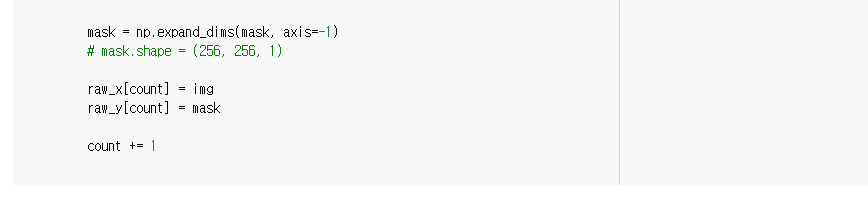 mask = np.expand_dims(mask, axis=-1)
# mask.shape = (256, 256, 1)
raw_x[count] = img
raw_y[count] = mask
count += 1